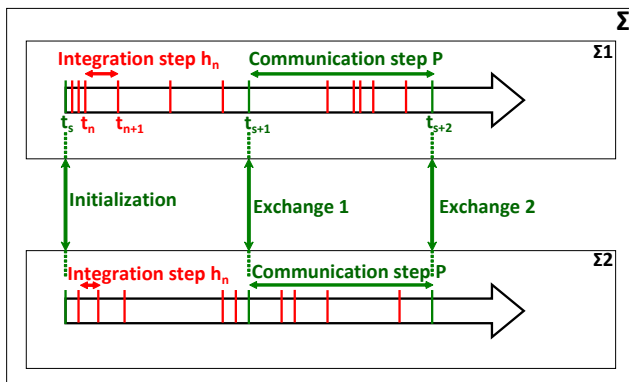 Σ
Σ1
Integration step hₙ
Communication step P
tₛ
tₙ
tₙ₊₁
tₛ₊₁
tₛ₊₂
Initialization
Exchange 1
Exchange 2
Σ2
Integration step hₙ
Communication step P